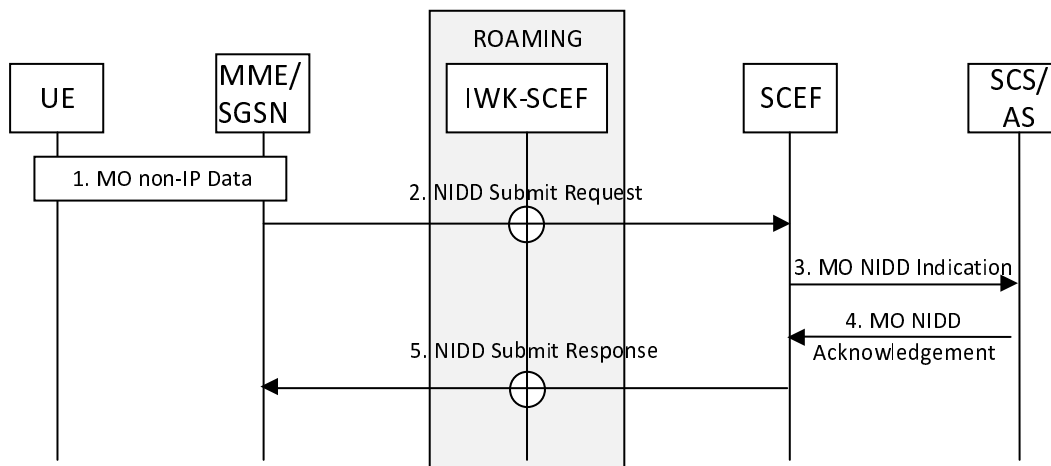 ROAMING
UE
MME/
SGSN
IWK-SCEF
SCEF
SCS/
AS
1. MO non-IP Data
2. NIDD Submit Request
3. MO NIDD Indication
4. MO NIDD
Acknowledgement
5. NIDD Submit Response